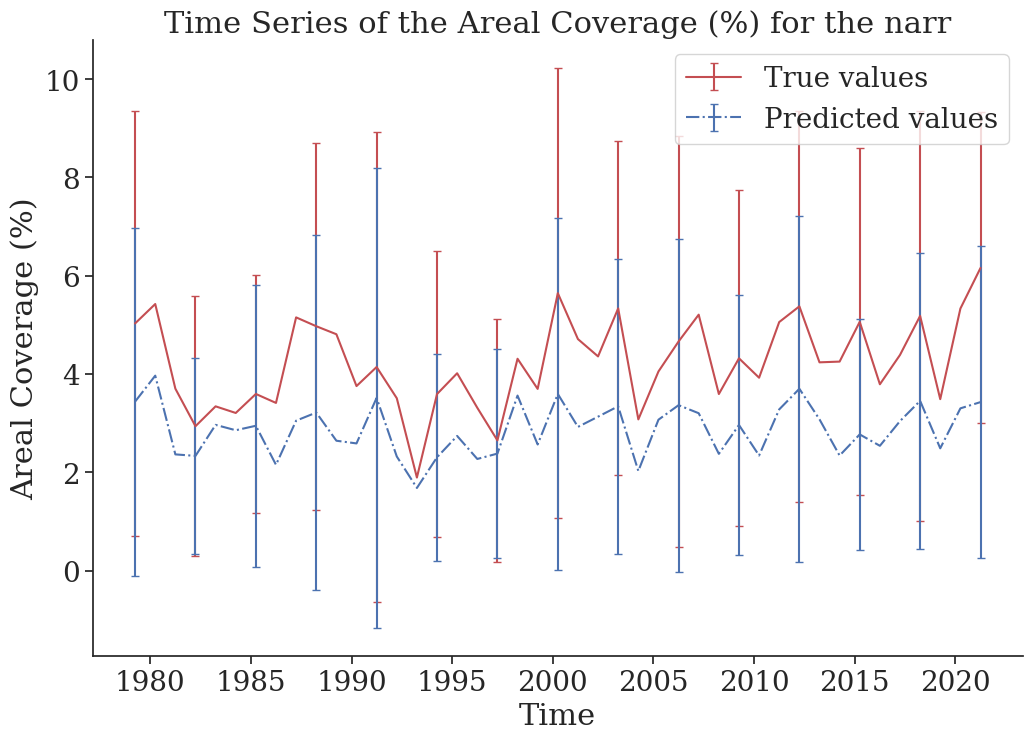 Time Series of the Areal Coverage (%) for the narr
True values
Predicted values
Areal Coverage (%)
10
8
6
4
2
0
1980 1985 1990 1995 2000 2005 2010 2015 2020
Time